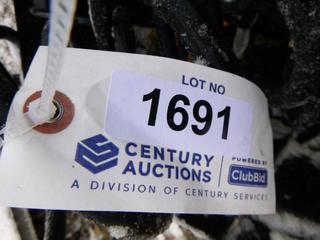 LOT NO
1691
CENTURY
AUCTIONS
POWERED BY
ClubBid
A DIVISION OF CENTURY SERVICES